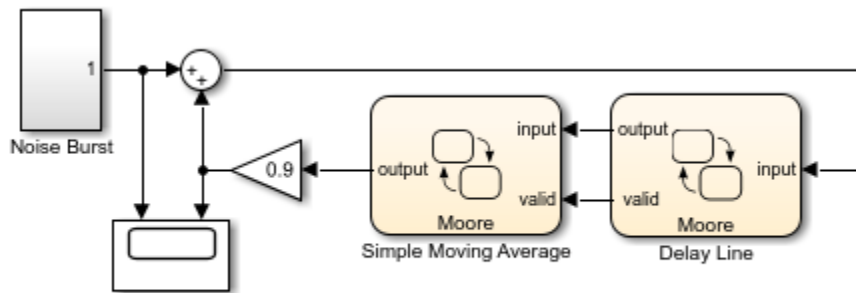 1
+
+
Noise Burst
0.9
output
input
valid
Moore
Simple Moving Average
output
valid
input
Moore
Delay Line